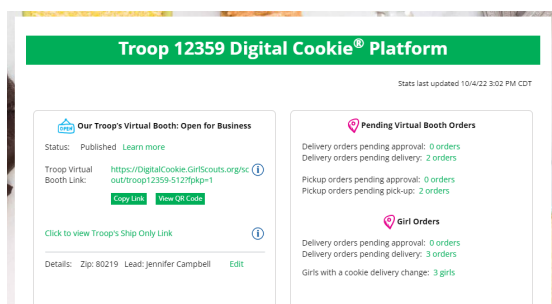 Troop 12359 Digital Cookie® Platform
Stats last updated 10/4/22 3:02 PM CDT
OPEN
Our Troop's Virtual Booth: Open for Business
Status: Published Learn more
Troop Virtual Booth Link:
https://DigitalCookie.GirlScouts.org/sc
out/troop12359-512?fpkp=1
i
Copy Link View QR Code
Click to view Troop's Ship Only Link i
Details: Zip: 80219 Lead: Jennifer Campbell Edit
Pending Virtual Booth Orders
Delivery orders pending approval: 0 orders
Delivery orders pending delivery: 2 orders
Pickup orders pending approval: 0 orders
Pickup orders pending pick-up: 2 orders
Girl Orders
Delivery orders pending approval: 0 orders
Delivery orders pending delivery: 3 orders
Girls with a cookie delivery change: 3 girls